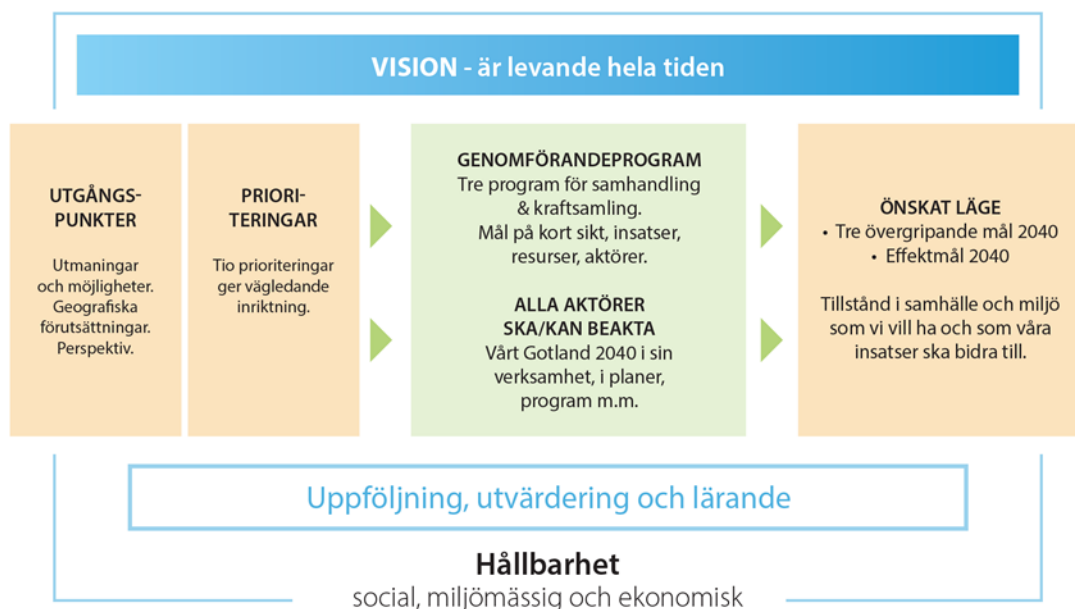 VISION - är levande hela tiden
UTGÅNGS-
PUNKTER
Utmaningar
och möjligheter.
Geografiska
förutsättningar.
Perspektiv.
PRIORI-
TERINGAR
Tio prioriteringar
ger vägledande
inriktning.
GENOMFÖRANDEPROGRAM
Tre program för samhandling
& kraftsamling.
Mål på kort sikt, insatser,
resurser, aktörer.
ALLA AKTÖRER
SKA/KAN BEAKTA
Vårt Gotland 2040 i sin
verksamhet, i planer,
program m.m.
ÖNSKAT LÄGE
• Tre övergripande mål 2040
• Effektmål 2040
Tillstånd i samhälle och miljö
som vi vill ha och som våra
insatser ska bidra till.
Uppföljning, utvärdering och lärande
Hållbarhet
social, miljömässig och ekonomisk